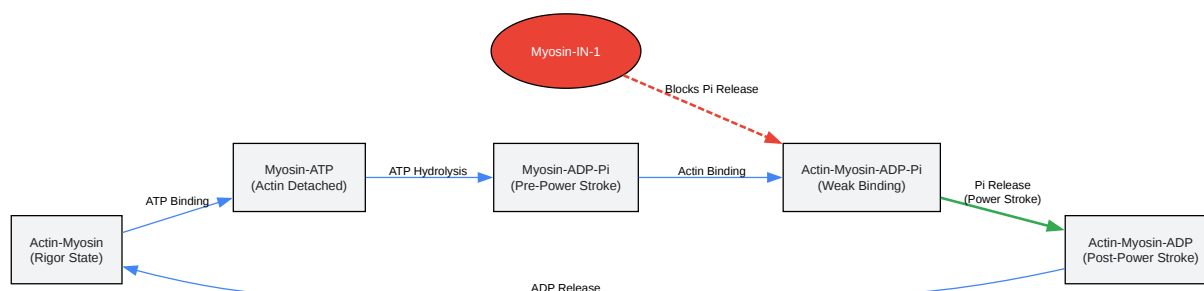 Myosin-IN-1
Blocks Pi Release
Myosin-ATP
(Actin Detached)
ATP Hydrolysis
Myosin-ADP-Pi
(Pre-Power Stroke)
Actin Binding
Actin-Myosin-ADP-Pi
(Weak Binding)
Pi Release
(Power Stroke)
ATP Binding
Actin-Myosin
(Rigor State)
Actin-Myosin-ADP
(Post-Power Stroke)
ADP Release